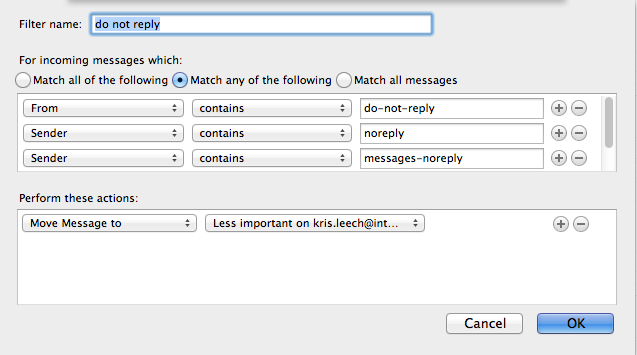 Filter name: do not reply
For incoming messages which:
Match all of the following Match any of the following Match all messages
From contains do-not-reply
Sender contains noreply
Sender contains messages-noreply
Perform these actions:
Move Message to Less important on kris.leech@int...
Cancel OK